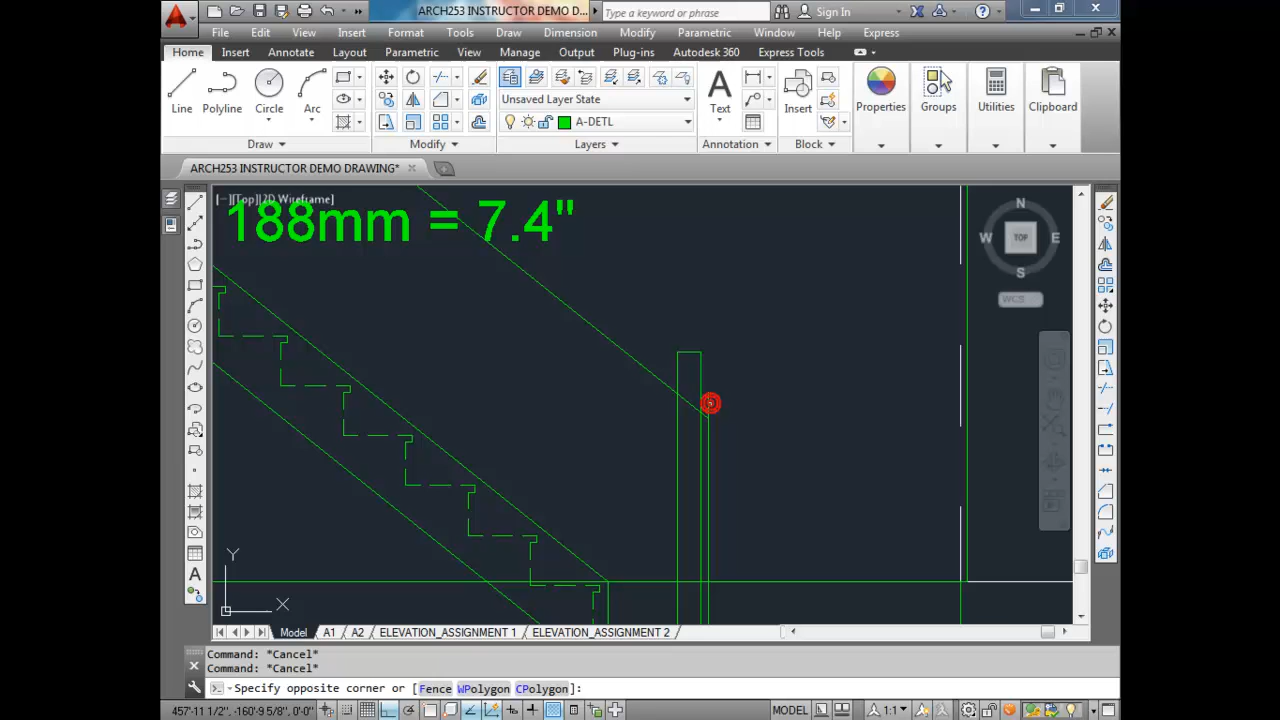 ARCH253 INSTRUCTOR DEMO D...
Type a keyword or phrase
Sign In
File Edit View Insert Format Tools Draw Dimension Modify Parametric Window Help Express
Home Insert Annotate Layout Parametric View Manage Output Plug-ins Autodesk 360 Express Tools
Unsaved Layer State
A-DETL
Line Polyline Circle Arc Text Insert Properties Groups Utilities Clipboard
Draw Modify Layers Annotation Block
ARCH253 INSTRUCTOR DEMO DRAWING*
[−][Top][2D Wireframe]
188mm = 7.4"
N
W TOP E
S
WCS
Y
X
Model A1 A2 ELEVATION_ASSIGNMENT 1 ELEVATION_ASSIGNMENT 2
Command: *Cancel*
Command: *Cancel*
Specify opposite corner or [Fence WPolygon CPolygon]:
457'-11 1/2", -160'-9 5/8", 0'-0"
MODEL
1:1